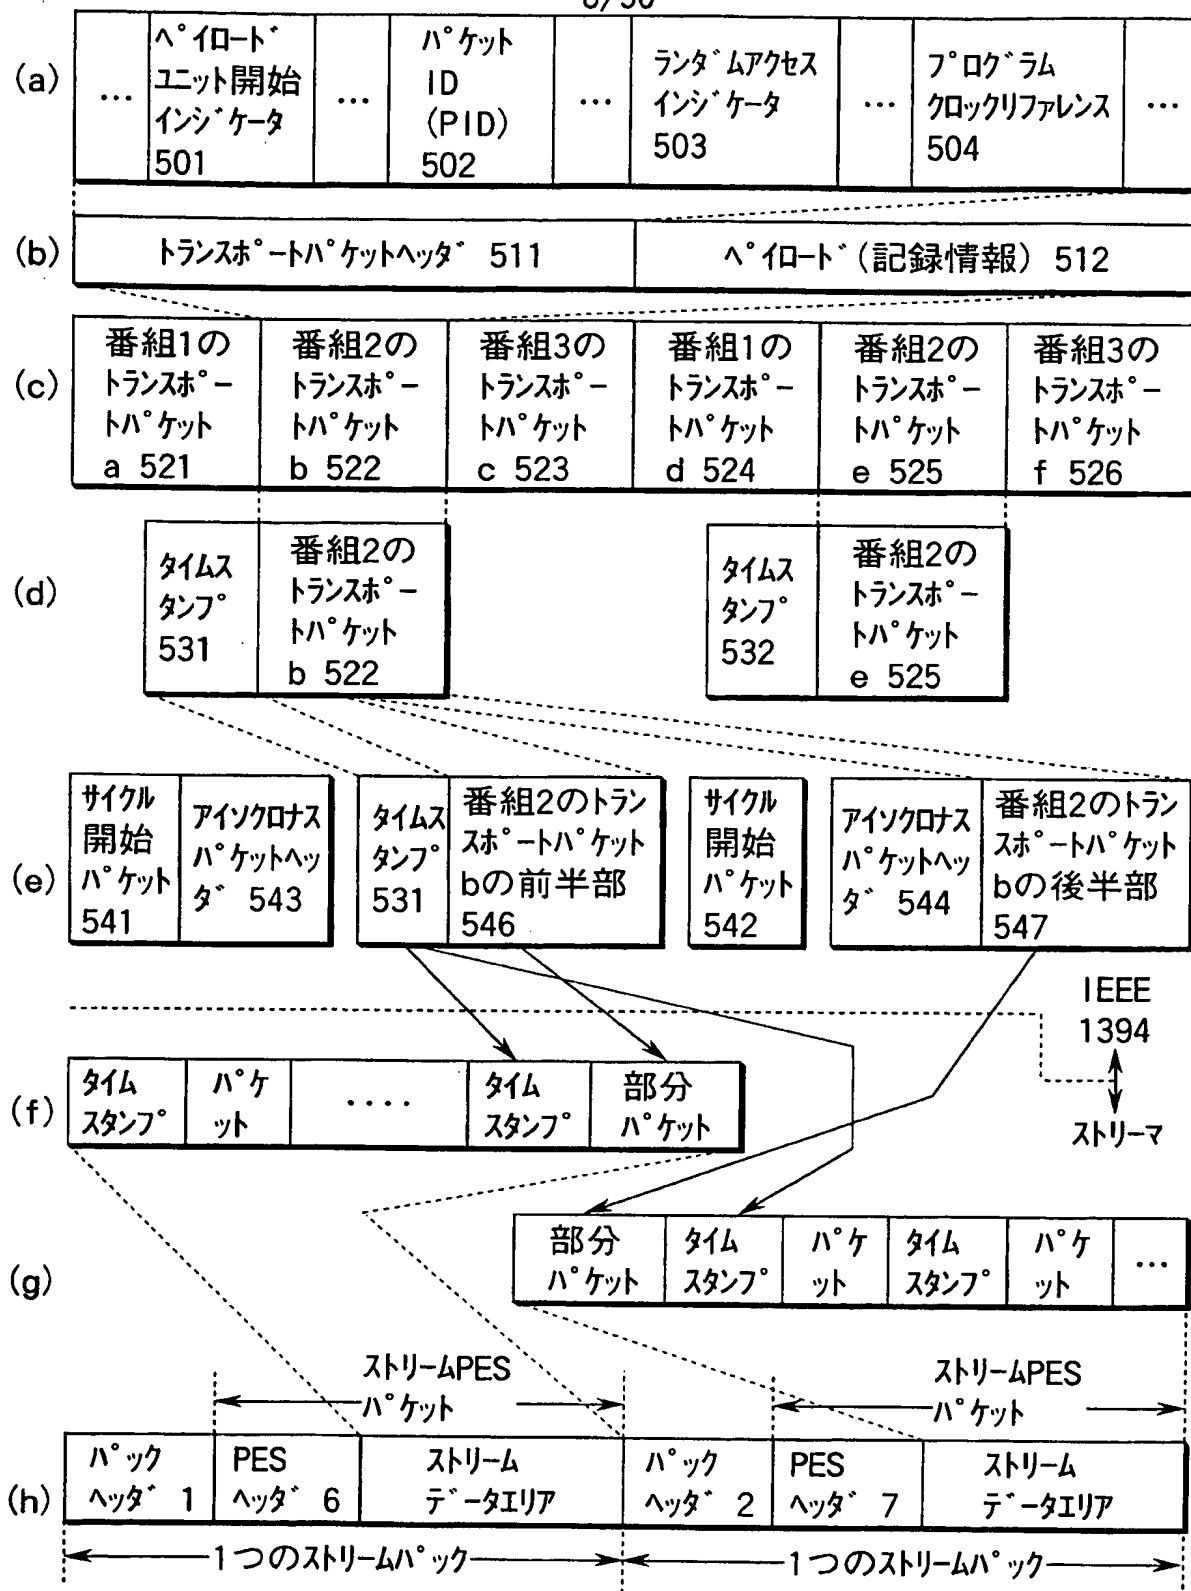 8/30
(a)
…
ペイロード
ユニット開始
インジケータ
501
…
パケット
ID
(PID)
502
…
ランダムアクセス
インジケータ
503
…
プログラム
クロックリファレンス
504
…
(b)
トランスポートパケットヘッダ 511
ペイロード(記録情報) 512
(c)
番組1の
トランスポー
トパケット
a 521
番組2の
トランスポー
トパケット
b 522
番組3の
トランスポー
トパケット
c 523
番組1の
トランスポー
トパケット
d 524
番組2の
トランスポー
トパケット
e 525
番組3の
トランスポー
トパケット
f 526
(d)
タイムス
タンプ
531
番組2の
トランスポー
トパケット
b 522
タイムス
タンプ
532
番組2の
トランスポー
トパケット
e 525
(e)
サイクル
開始
パケット
541
アイソクロナス
パケットヘッ
ダ 543
タイムス
タンプ
531
番組2のトラン
スポートパケット
bの前半部
546
サイクル
開始
パケット
542
アイソクロナス
パケットヘッ
ダ 544
番組2のトラン
スポートパケット
bの後半部
547
IEEE
1394
ストリーマ
(f)
タイム
スタンプ
パケ
ット
····
タイム
スタンプ
部分
パケット
(g)
部分
パケット
タイム
スタンプ
パケ
ット
タイム
スタンプ
パケ
ット
…
ストリームPES
パケット
ストリームPES
パケット
(h)
パック
ヘッダ 1
PES
ヘッダ 6
ストリーム
データエリア
パック
ヘッダ 2
PES
ヘッダ 7
ストリーム
データエリア
1つのストリームパック
1つのストリームパック